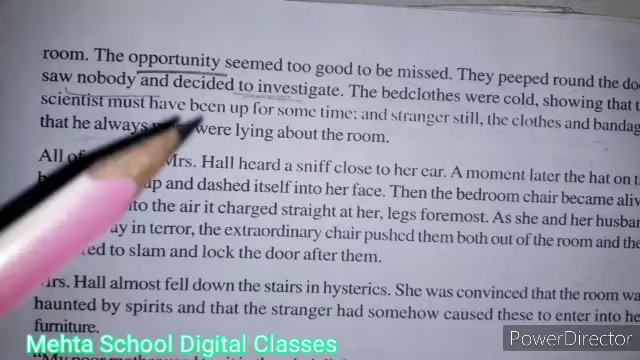 room. The opportunity seemed too good to be missed. They peeped round the do
saw nobody and decided to investigate. The bedclothes were cold, showing that t
scientist must have been up for some time; and stranger still, the clothes and bandag
that he always were lying about the room.
All of Mrs. Hall heard a sniff close to her ear. A moment later the hat on t
up and dashed itself into her face. Then the bedroom chair became aliv
to the air it charged straight at her, legs foremost. As she and her husba
ay in terror, the extraordinary chair pushed them both out of the room and the
ed to slam and lock the door after them.
Mrs. Hall almost fell down the stairs in hysterics. She was convinced that the room wa
haunted by spirits and that the stranger had somehow caused these to enter into he
furniture.
Mehta School Digital Classes
PowerDirector